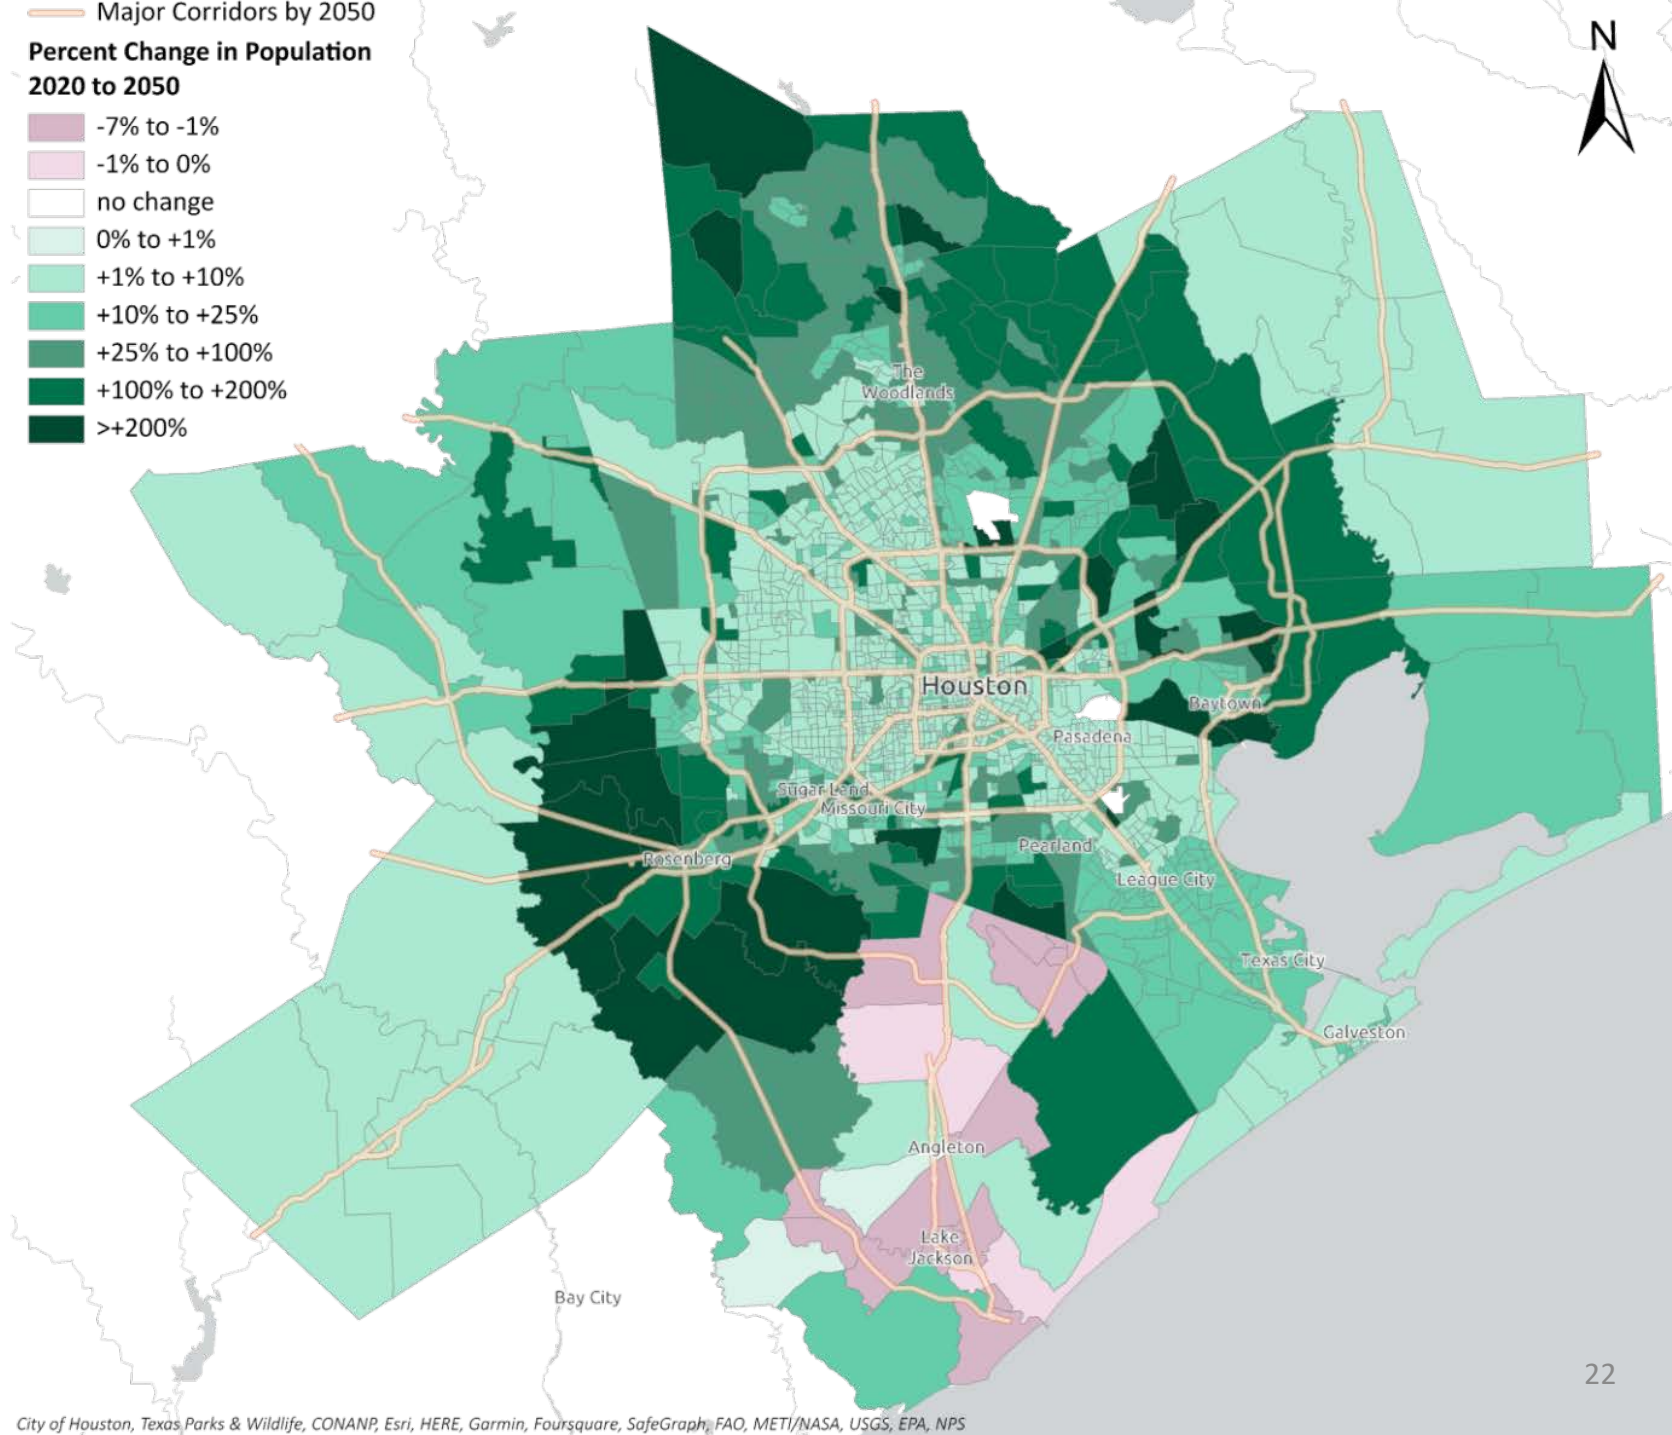 Major Corridors by 2050
Percent Change in Population
2020 to 2050
-7% to -1%
-1% to 0%
no change
0% to +1%
+1% to +10%
+10% to +25%
+25% to +100%
+100% to +200%
>+200%
N
The
Woodlands
Houston
Baytown
Pasadena
Sugar Land
Missouri City
Pearland
Rosenberg
League City
Texas City
Galveston
Angleton
Lake
Jackson
Bay City
22
City of Houston, Texas Parks & Wildlife, CONANP, Esri, HERE, Garmin, Foursquare, SafeGraph, FAO, METI/NASA, USGS, EPA, NPS